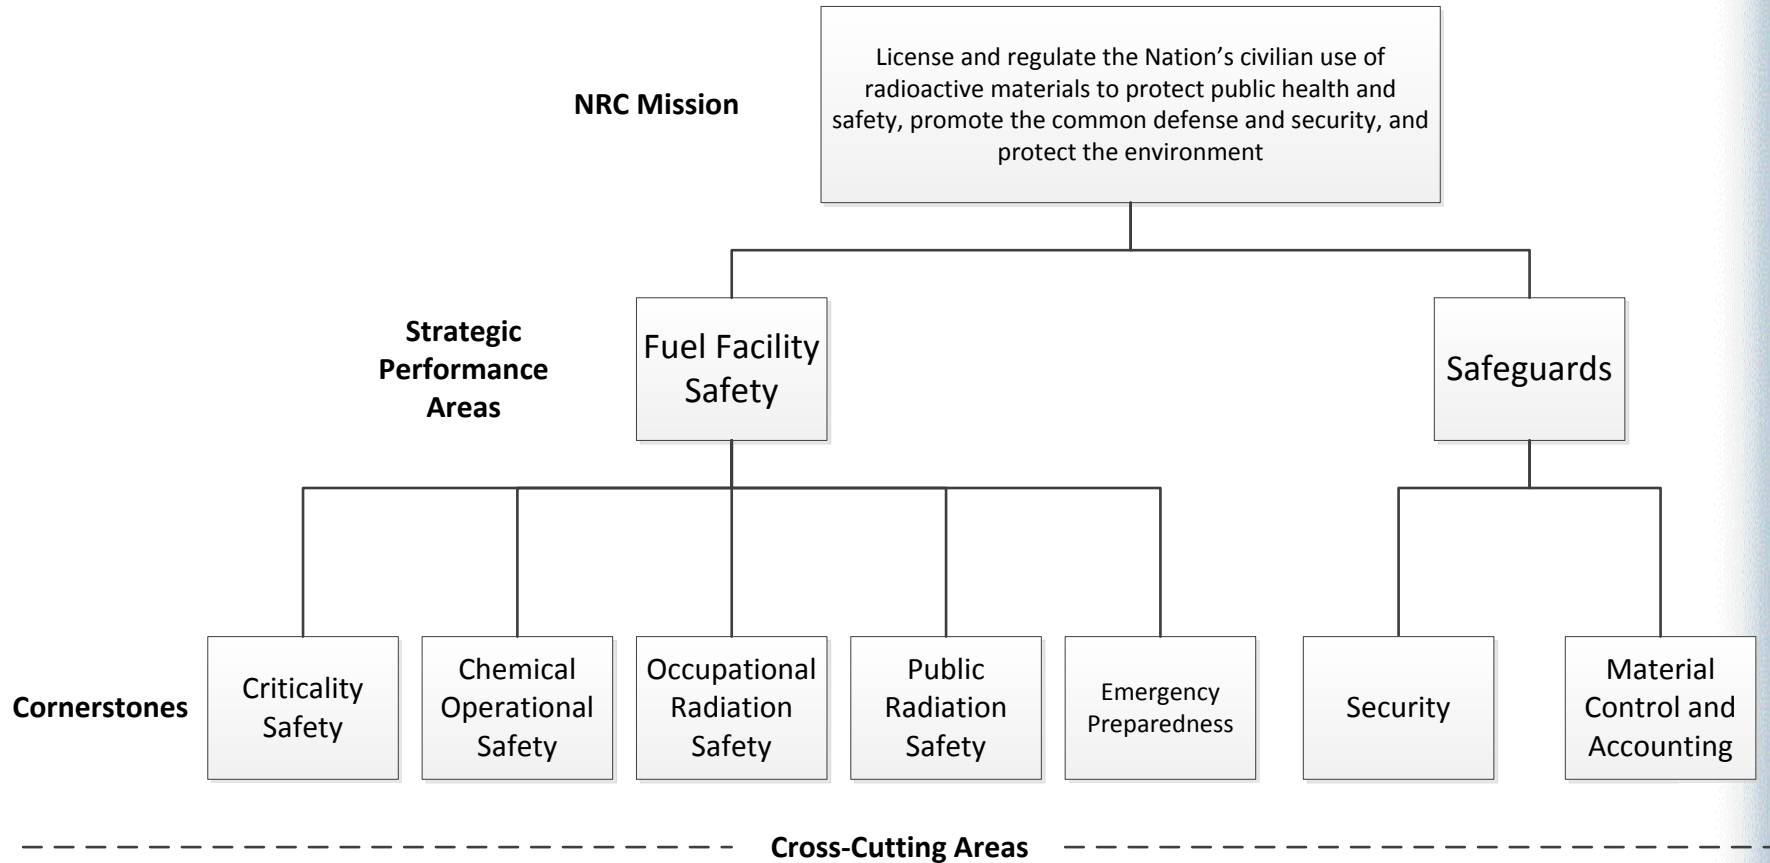 NRC Mission
License and regulate the Nation’s civilian use of
radioactive materials to protect public health and
safety, promote the common defense and security, and
protect the environment
Strategic
Performance
Areas
Fuel Facility
Safety
Safeguards
Cornerstones
Criticality
Safety
Chemical
Operational
Safety
Occupational
Radiation
Safety
Public
Radiation
Safety
Emergency
Preparedness
Security
Material
Control and
Accounting
Cross-Cutting Areas